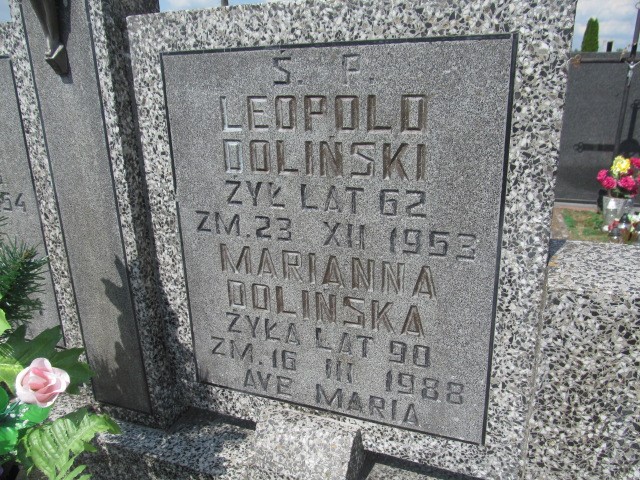 Ś. P.
LEOPOLD
DOLIŃSKI
ŻYŁ LAT 62
ZM. 23 XII 1953
MARIANNA
DOLIŃSKA
ŻYŁA LAT 90
ZM. 16 III 1988
AVE MARIA
54